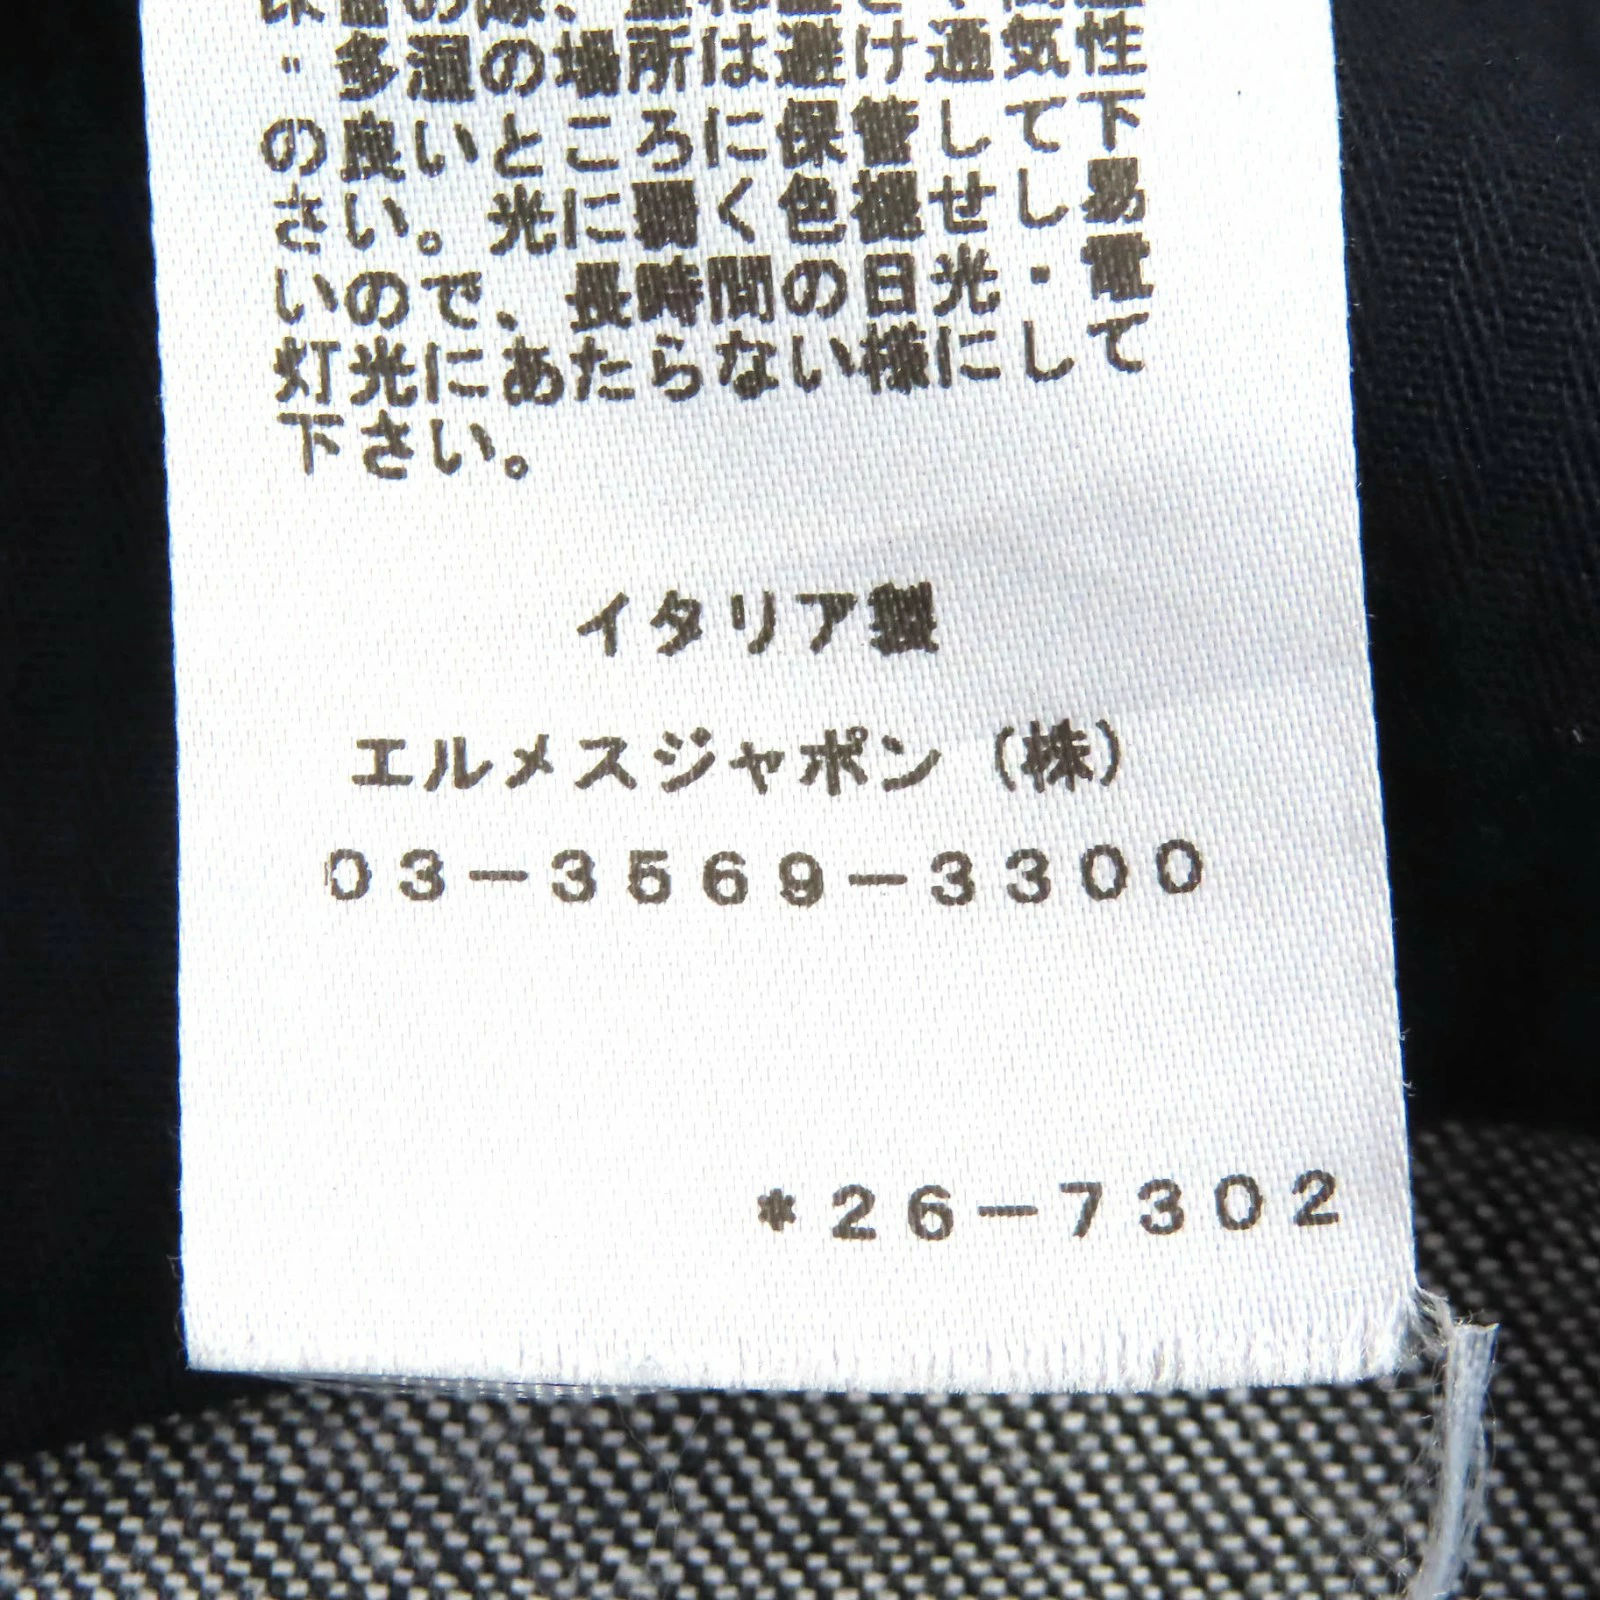 ・多湿の場所は避け通気性
の良いところに保管して下
さい。光に弱く色褪せし易
いので、長時間の日光・電
灯光にあたらない様にして
下さい。
イタリア製
エルメスジャポン（株）
03-3569-3300
*26-7302